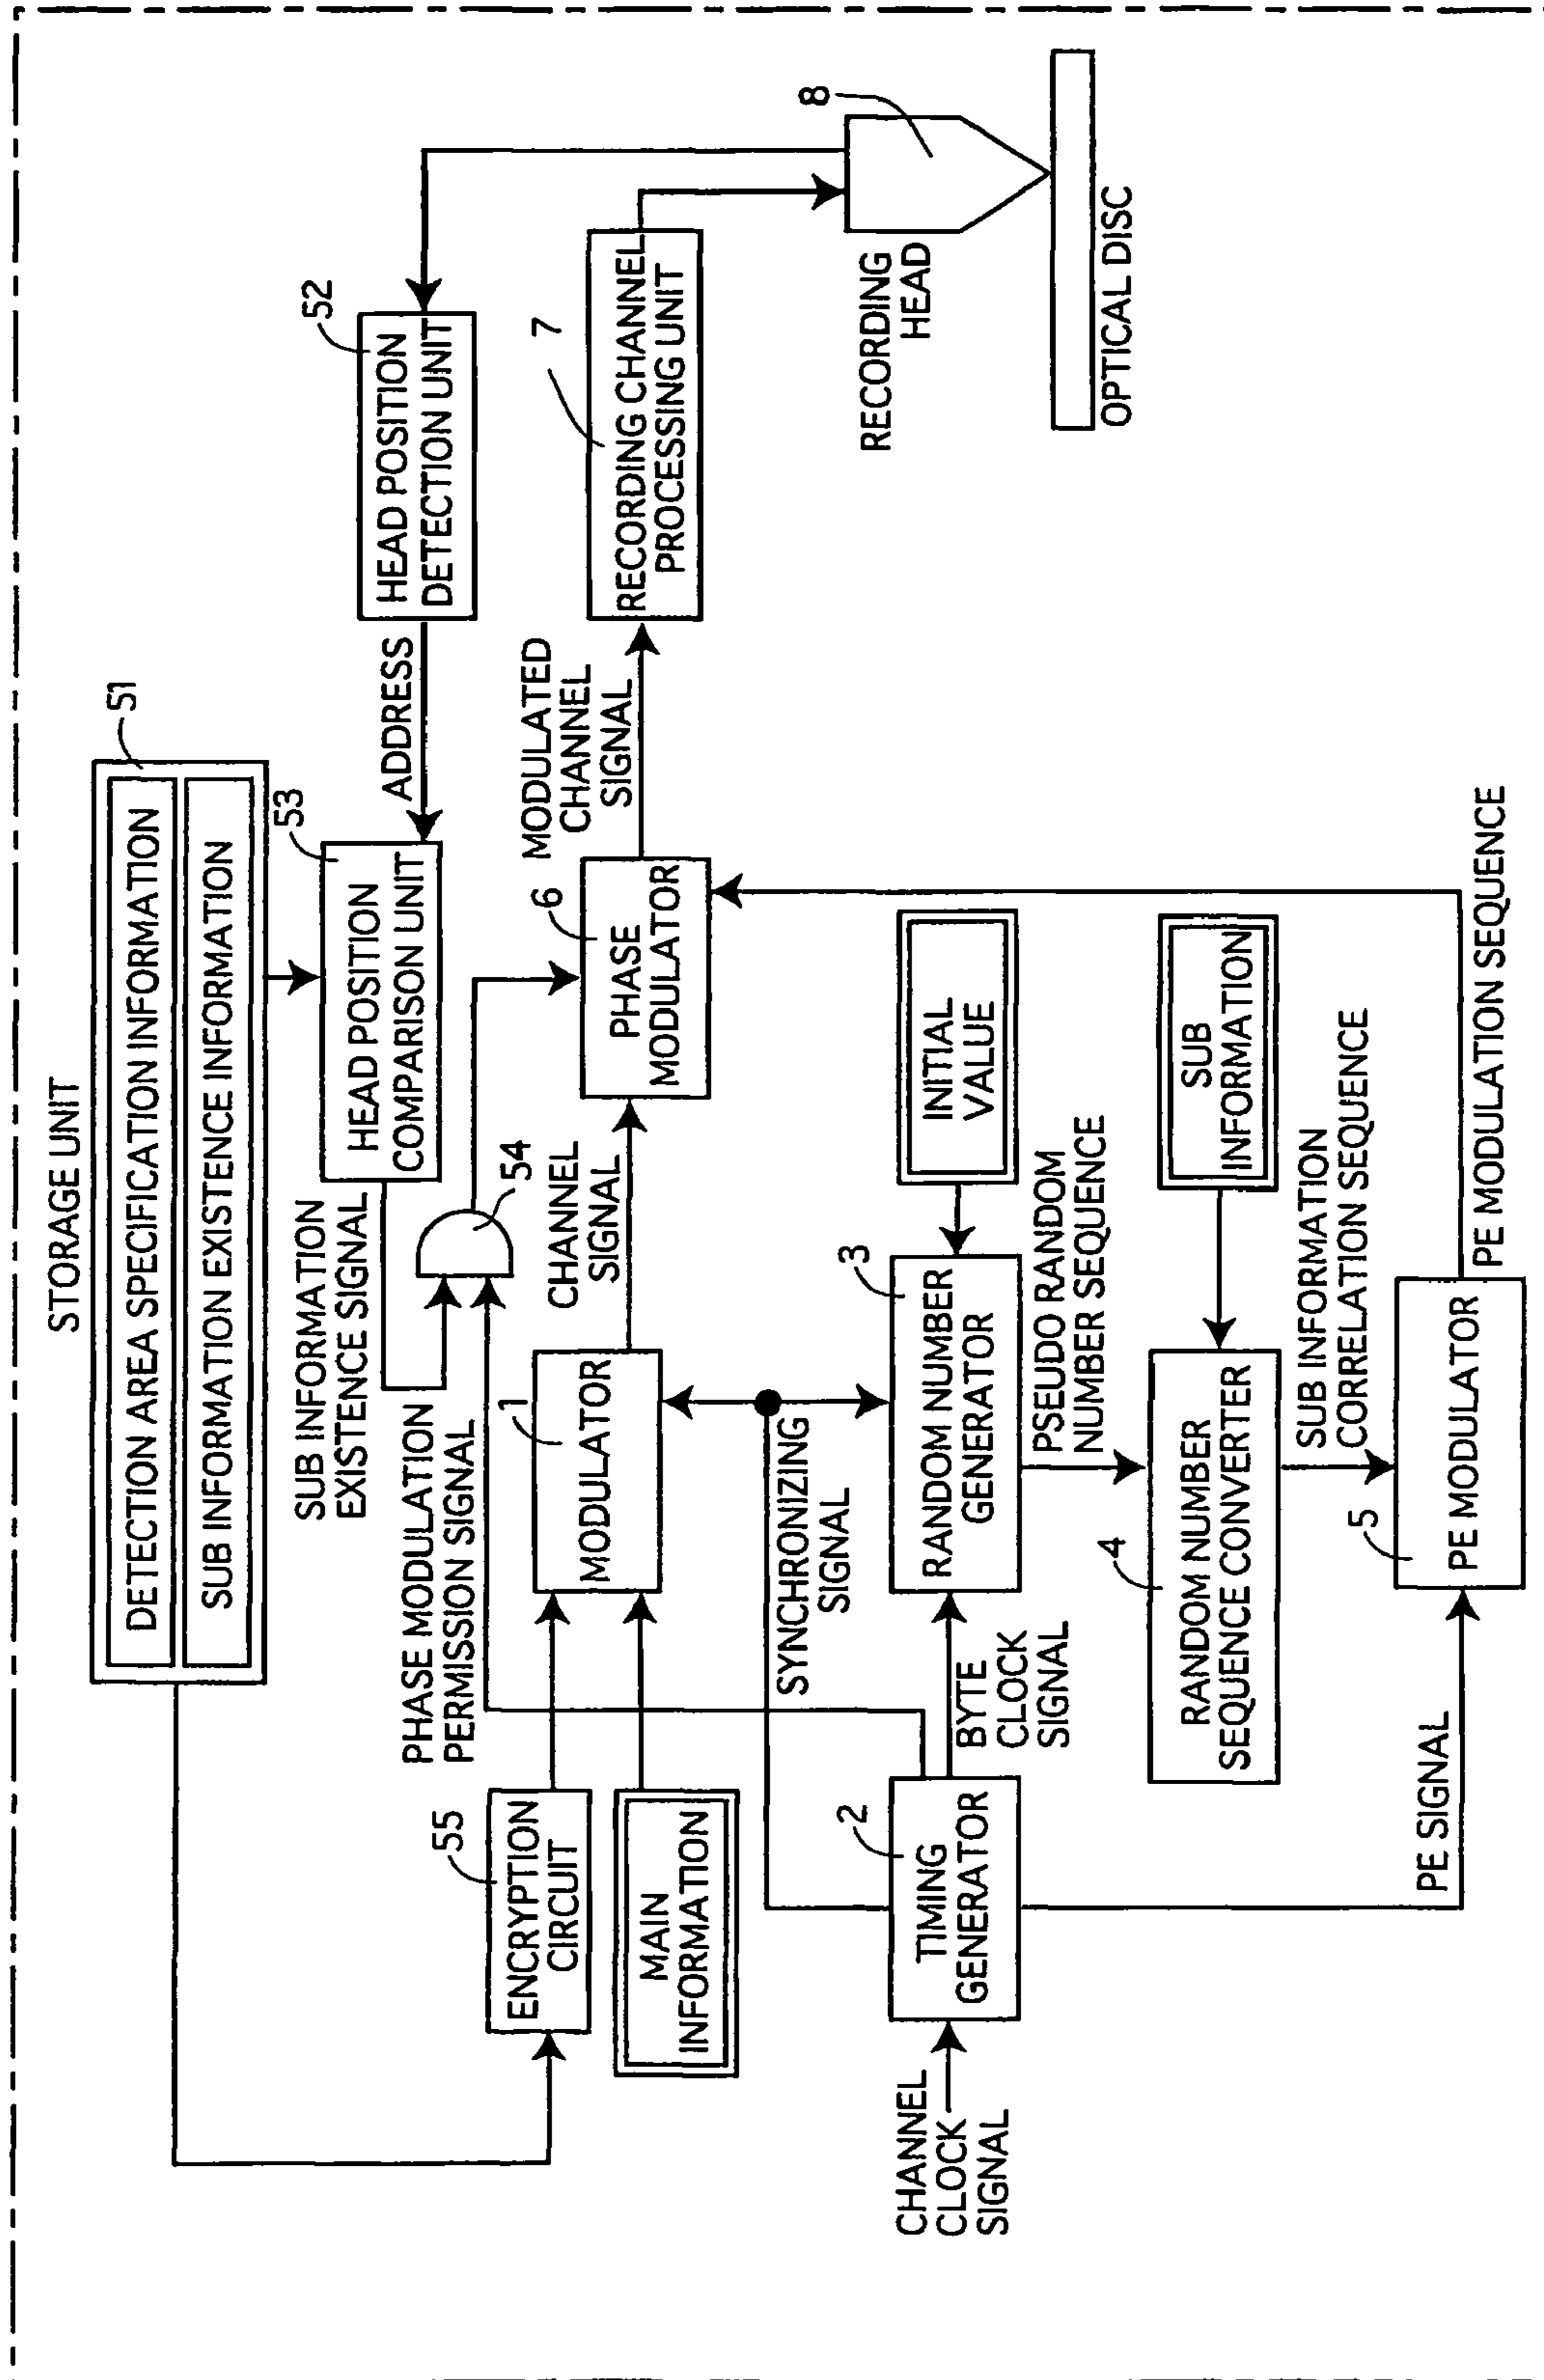 STORAGE UNIT
51
DETECTION AREA SPECIFICATION INFORMATION
SUB INFORMATION EXISTENCE INFORMATION
53
HEAD POSITION
COMPARISON UNIT
ADDRESS
52
HEAD POSITION
DETECTION UNIT
SUB INFORMATION
EXISTENCE SIGNAL
54
PHASE MODULATION
PERMISSION SIGNAL
55
ENCRYPTION
CIRCUIT
MAIN
INFORMATION
1
MODULATOR
CHANNEL
SIGNAL
6
PHASE
MODULATOR
MODULATED
CHANNEL
SIGNAL
7
RECORDING CHANNEL
PROCESSING UNIT
8
RECORDING
HEAD
OPTICAL DISC
SYNCHRONIZING
SIGNAL
CHANNEL
CLOCK
SIGNAL
2
TIMING
GENERATOR
BYTE
CLOCK
SIGNAL
3
RANDOM NUMBER
GENERATOR
INITIAL
VALUE
PSEUDO RANDOM
NUMBER SEQUENCE
4
RANDOM NUMBER
SEQUENCE CONVERTER
SUB
INFORMATION
SUB INFORMATION
CORRELATION SEQUENCE
PE SIGNAL
5
PE MODULATOR
PE MODULATION SEQUENCE